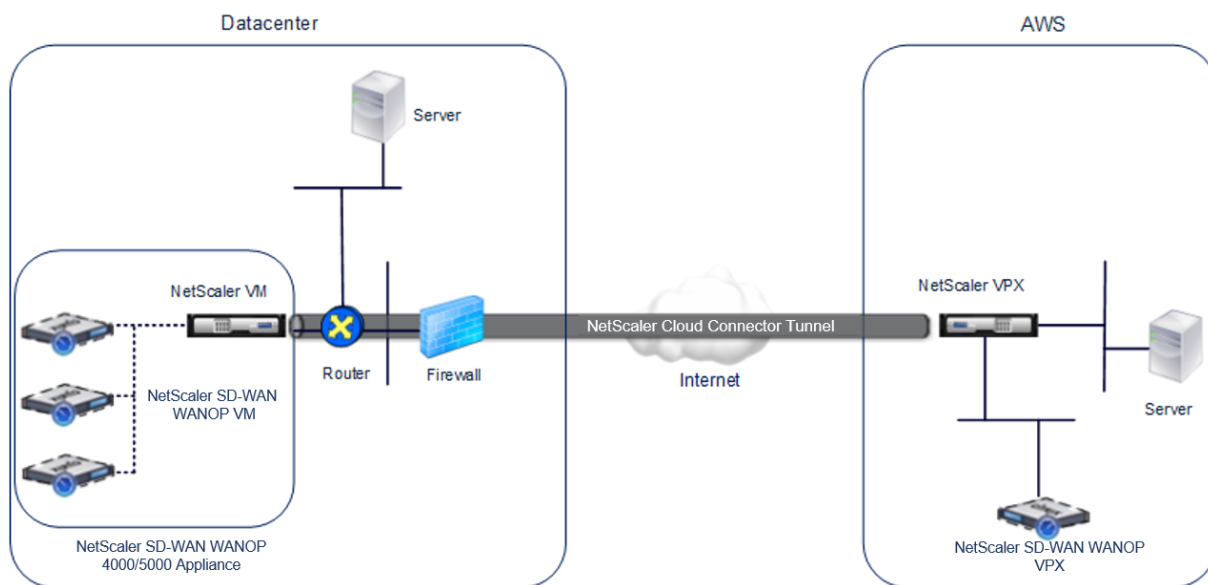 Datacenter
AWS
Server
NetScaler VM
NetScaler VPX
NetScaler Cloud Connector Tunnel
Router
Firewall
Internet
NetScaler SD-WAN
WANOP VM
Server
NetScaler SD-WAN WANOP
4000/5000 Appliance
NetScaler SD-WAN WANOP
VPX